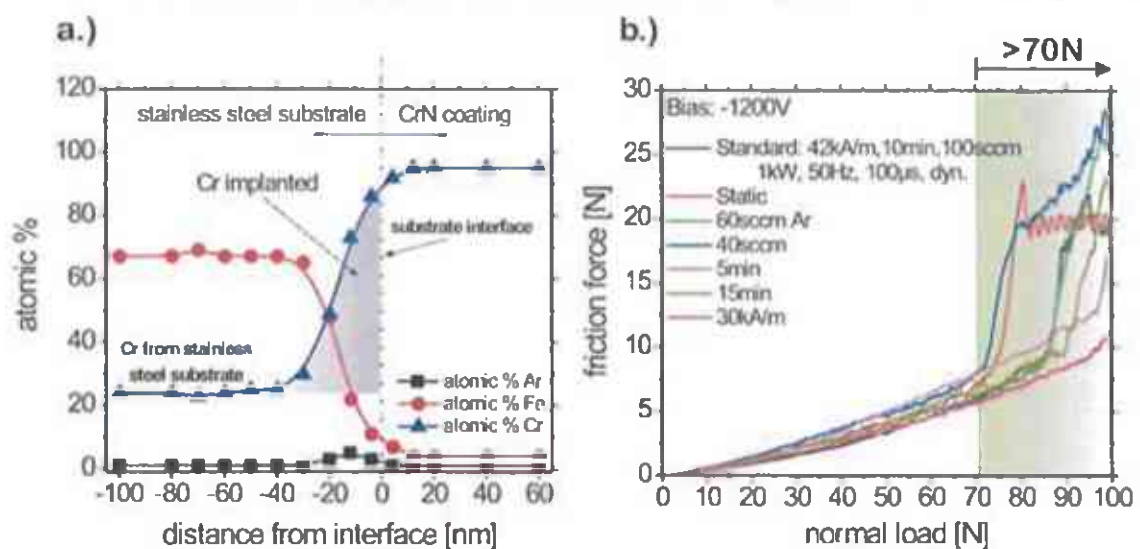 a.)
120
100
80
60
40
20
0
atomic %
stainless steel substrate
CrN coating
Cr implanted
substrate interface
Cr from stainless
steel substrate
atomic % Ar
atomic % Fe
atomic % Cr
-100 -80 -60 -40 -20 0 20 40 60
distance from interface [nm]
b.)
>70N
30
25
20
15
10
5
0
friction force [N]
Bias: -1200V
Standard: 42kA/m,10min,100sccm
1kW, 50Hz, 100µs, dyn.
Static
60sccm Ar
40sccm
5min
15min
30kA/m
0 10 20 30 40 50 60 70 80 90 100
normal load [N]